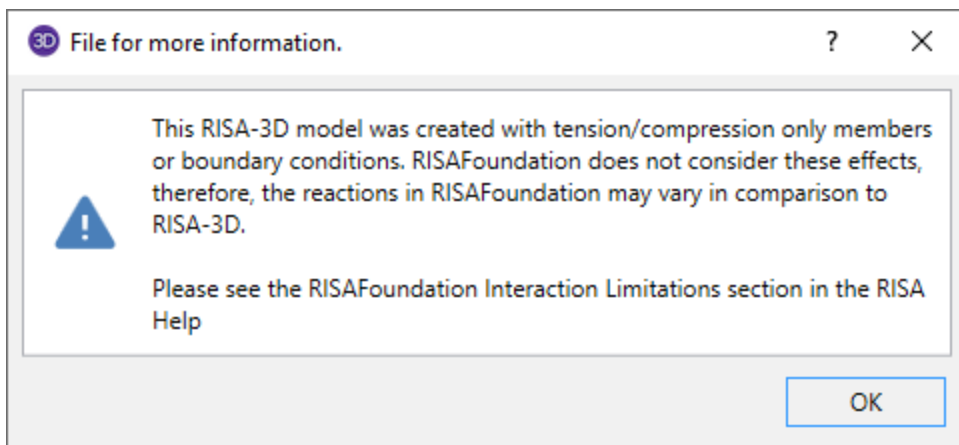 3D File for more information. ? X
This RISA-3D model was created with tension/compression only members
or boundary conditions. RISAFoundation does not consider these effects,
therefore, the reactions in RISAFoundation may vary in comparison to
RISA-3D.
Please see the RISAFoundation Interaction Limitations section in the RISA
Help
OK